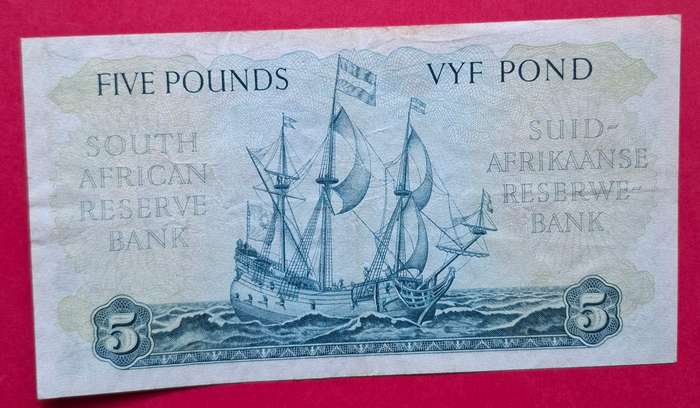 FIVE POUNDS
VYF POND
SOUTH
AFRICAN
RESERVE
BANK
SUID-
AFRIKAANSE
RESERWE-
BANK
5
5